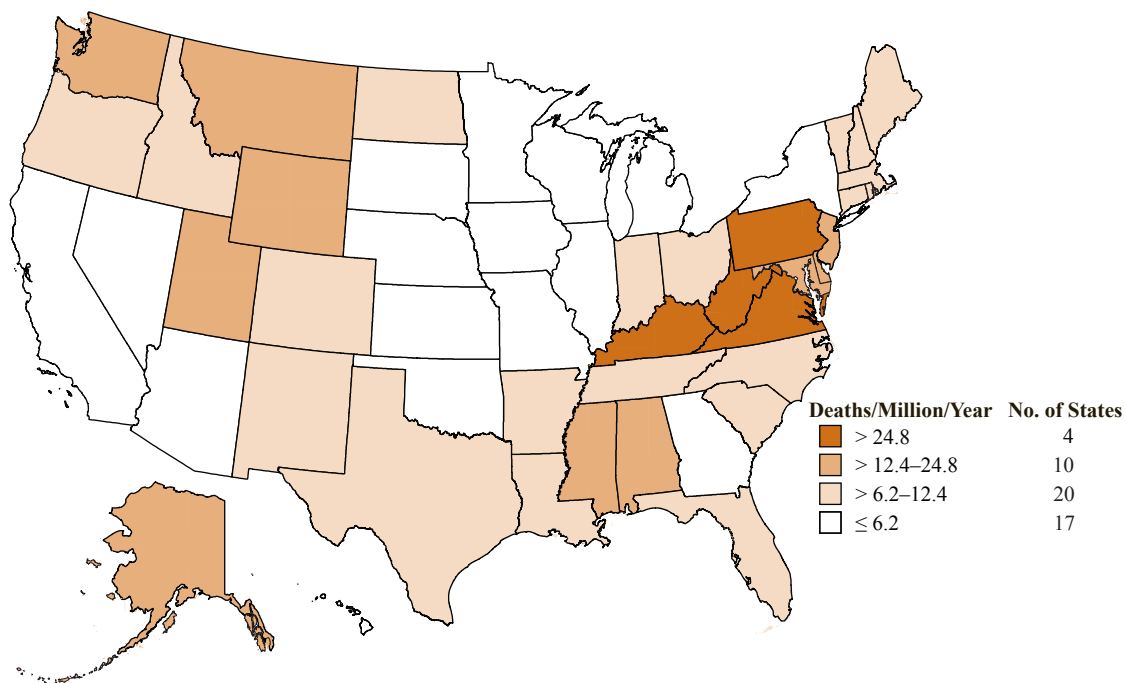 Deaths/Million/Year No. of States
> 24.8 4
> 12.4–24.8 10
> 6.2–12.4 20
≤ 6.2 17